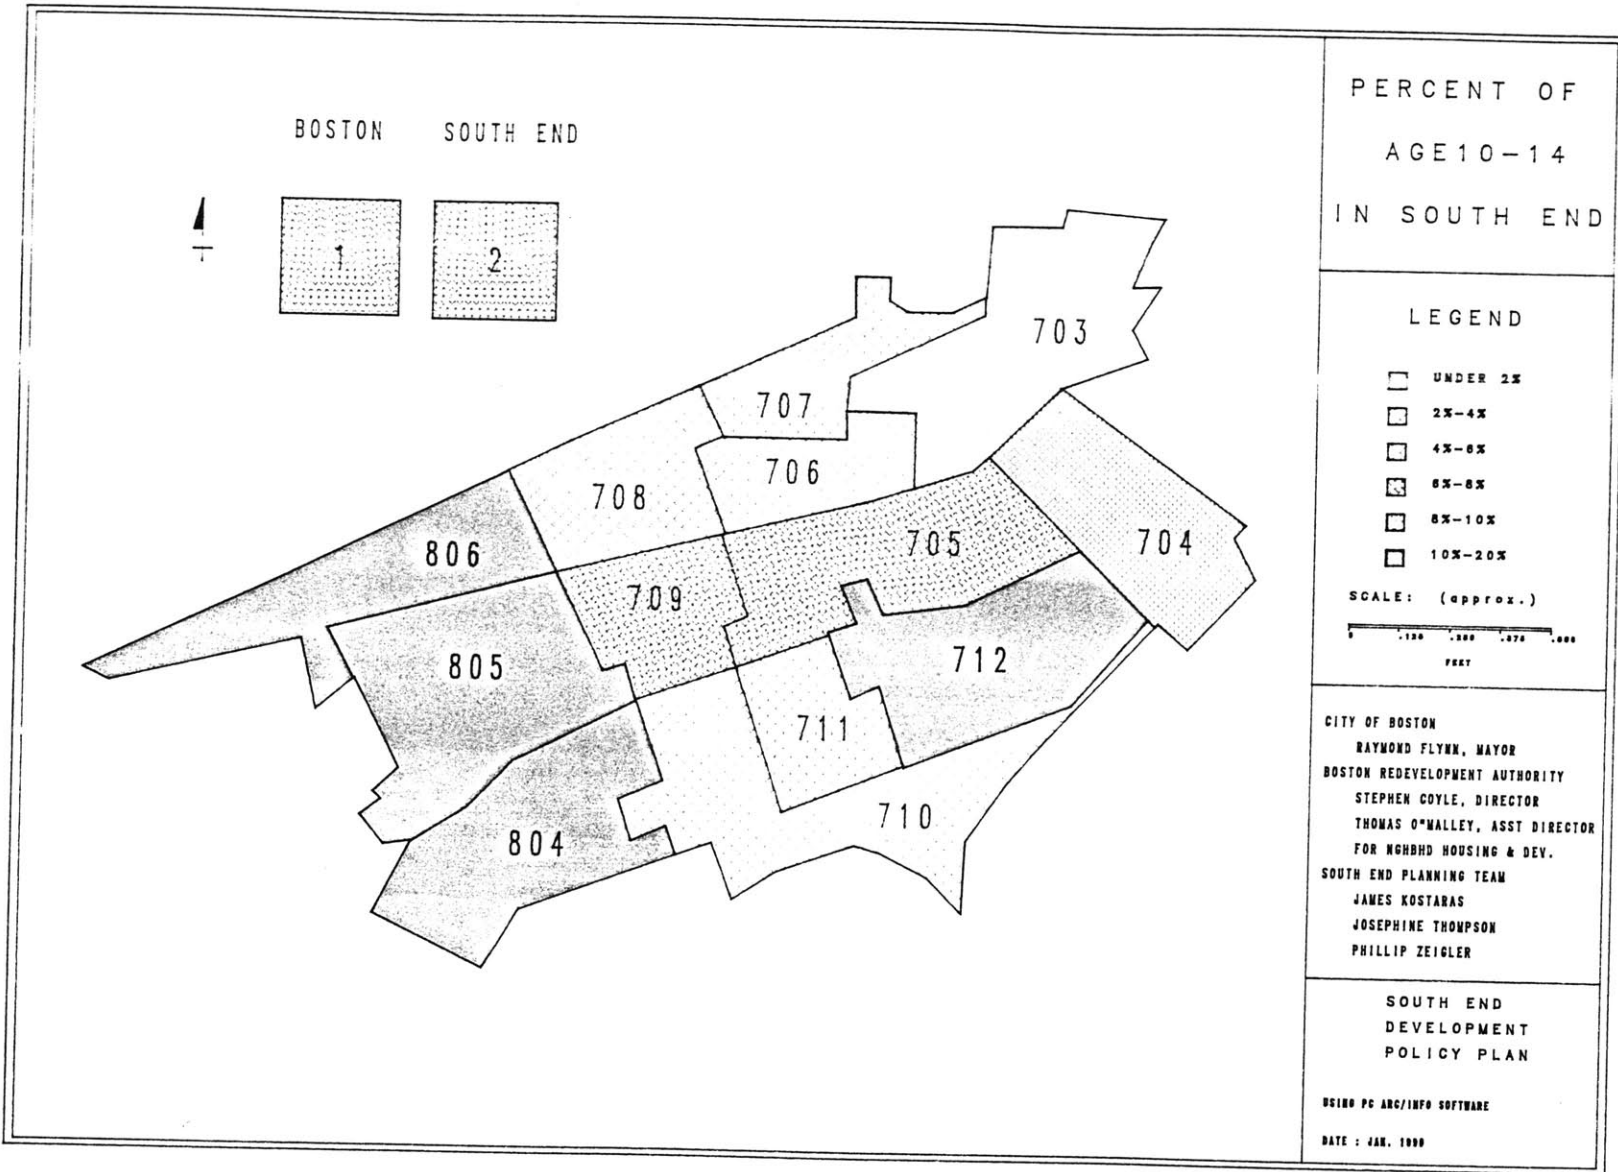 BOSTON
SOUTH END
1
2
703
707
706
708
705
704
806
709
805
712
711
710
804
PERCENT OF
AGE10-14
IN SOUTH END
LEGEND
UNDER 2%
2%-4%
4%-6%
6%-8%
8%-10%
10%-20%
SCALE: (approx.)
0
FEET
CITY OF BOSTON
RAYMOND FLYNN, MAYOR
BOSTON REDEVELOPMENT AUTHORITY
STEPHEN COYLE, DIRECTOR
THOMAS O"MALLEY, ASST DIRECTOR
FOR NGHBHD HOUSING & DEV.
SOUTH END PLANNING TEAM
JAMES KOSTARAS
JOSEPHINE THOMPSON
PHILLIP ZEIGLER
SOUTH END
DEVELOPMENT
POLICY PLAN
USING PC ARC/INFO SOFTWARE
DATE : JAN.